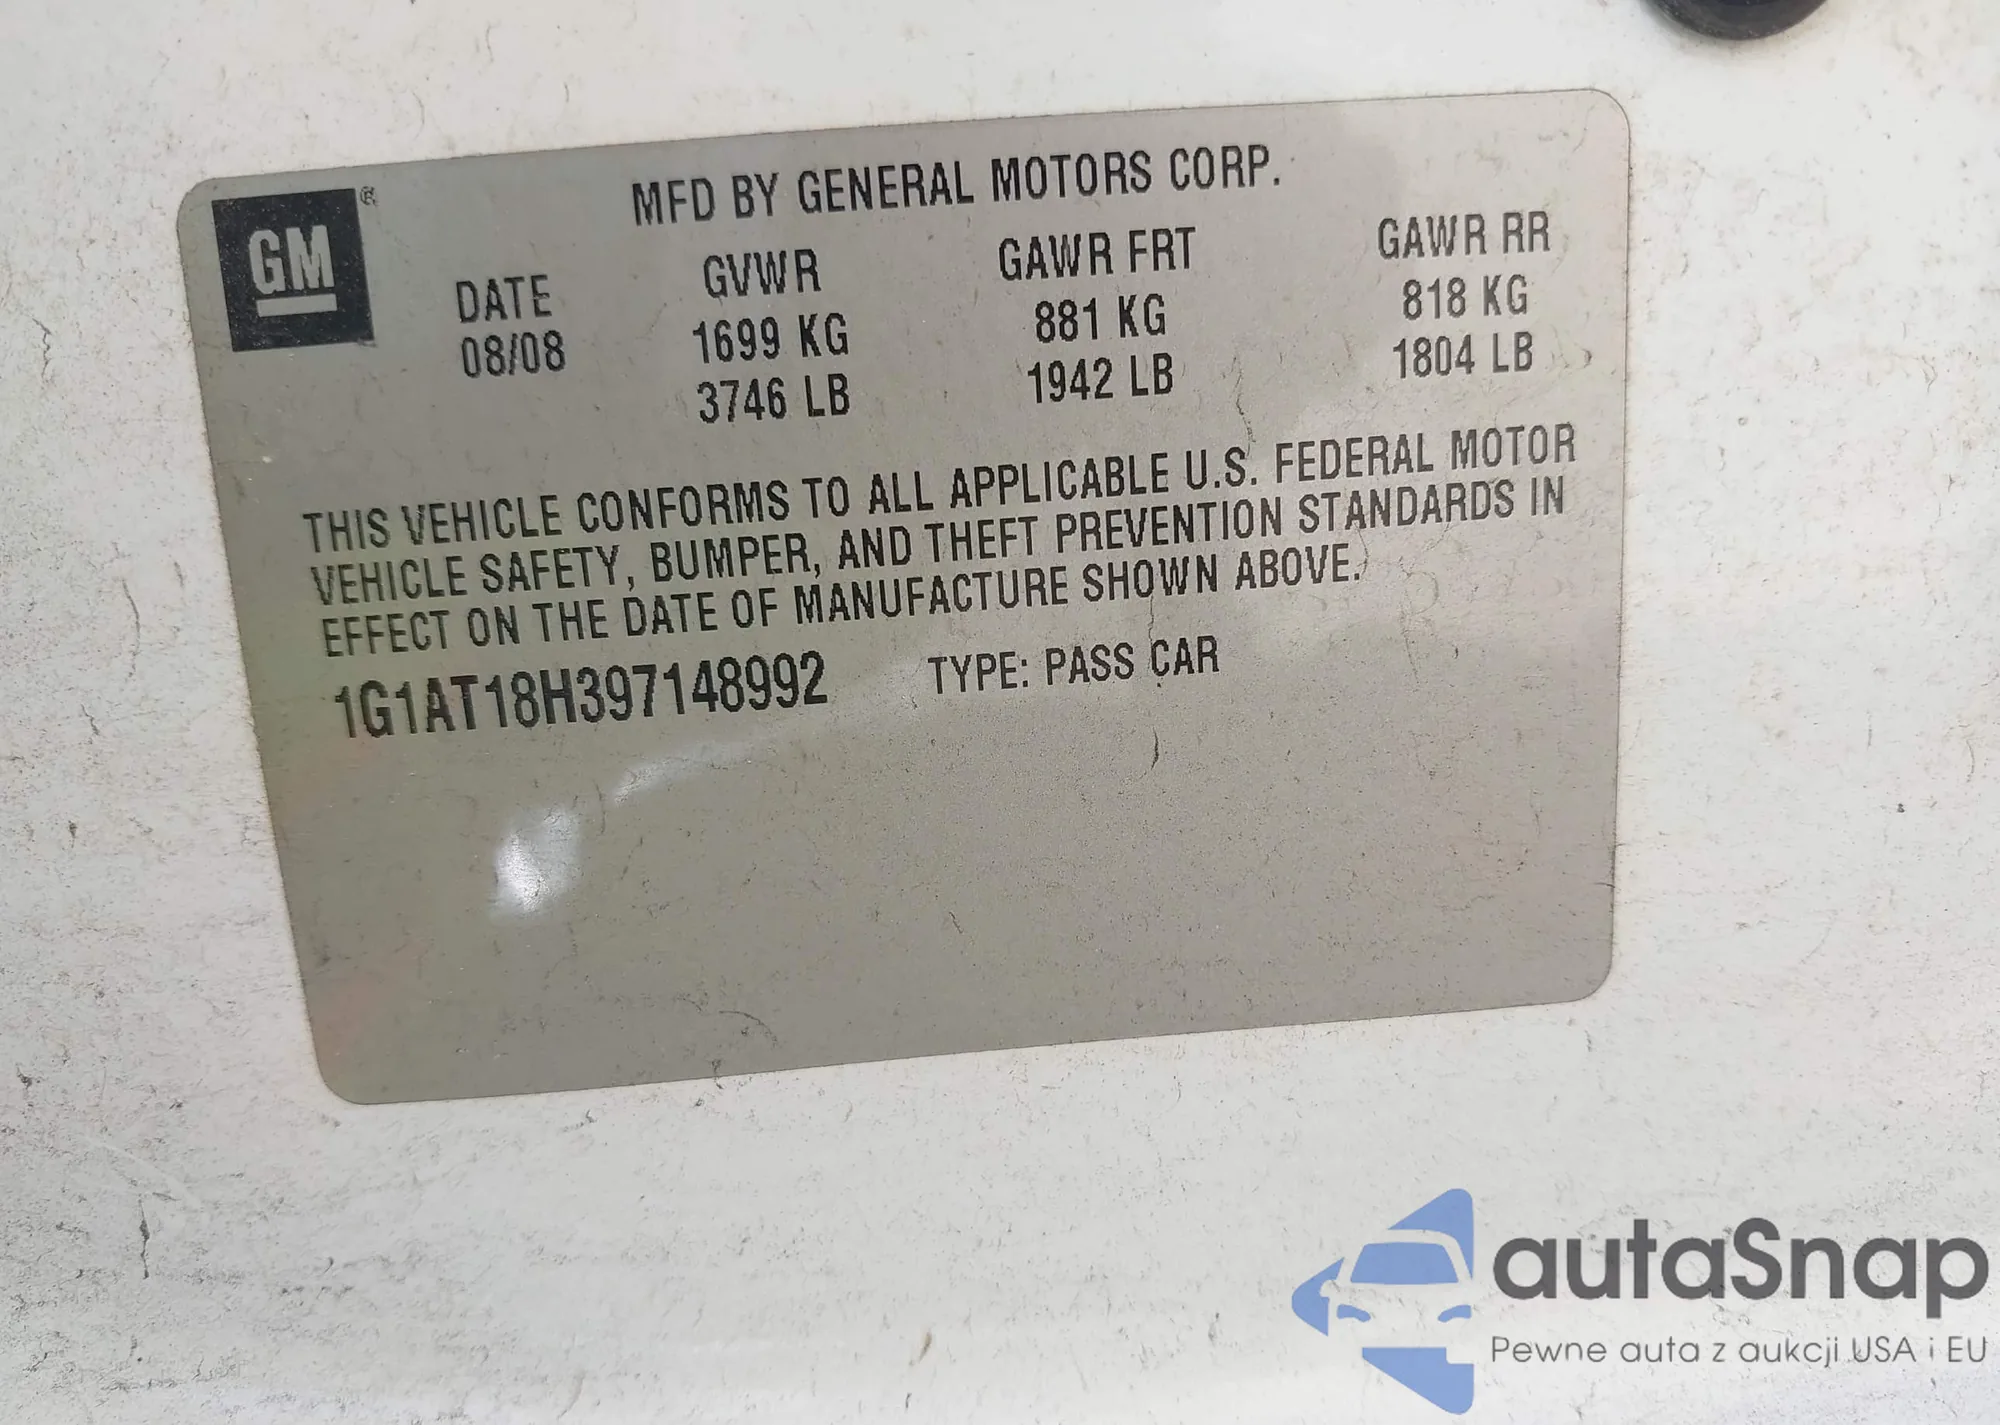 GM ®
MFD BY GENERAL MOTORS CORP.
DATE GVWR GAWR FRT GAWR RR
08/08 1699 KG 881 KG 818 KG
3746 LB 1942 LB 1804 LB
THIS VEHICLE CONFORMS TO ALL APPLICABLE U.S. FEDERAL MOTOR
VEHICLE SAFETY, BUMPER, AND THEFT PREVENTION STANDARDS IN
EFFECT ON THE DATE OF MANUFACTURE SHOWN ABOVE.
1G1AT18H397148992 TYPE: PASS CAR
autaSnap
Pewne auta z aukcji USA i EU